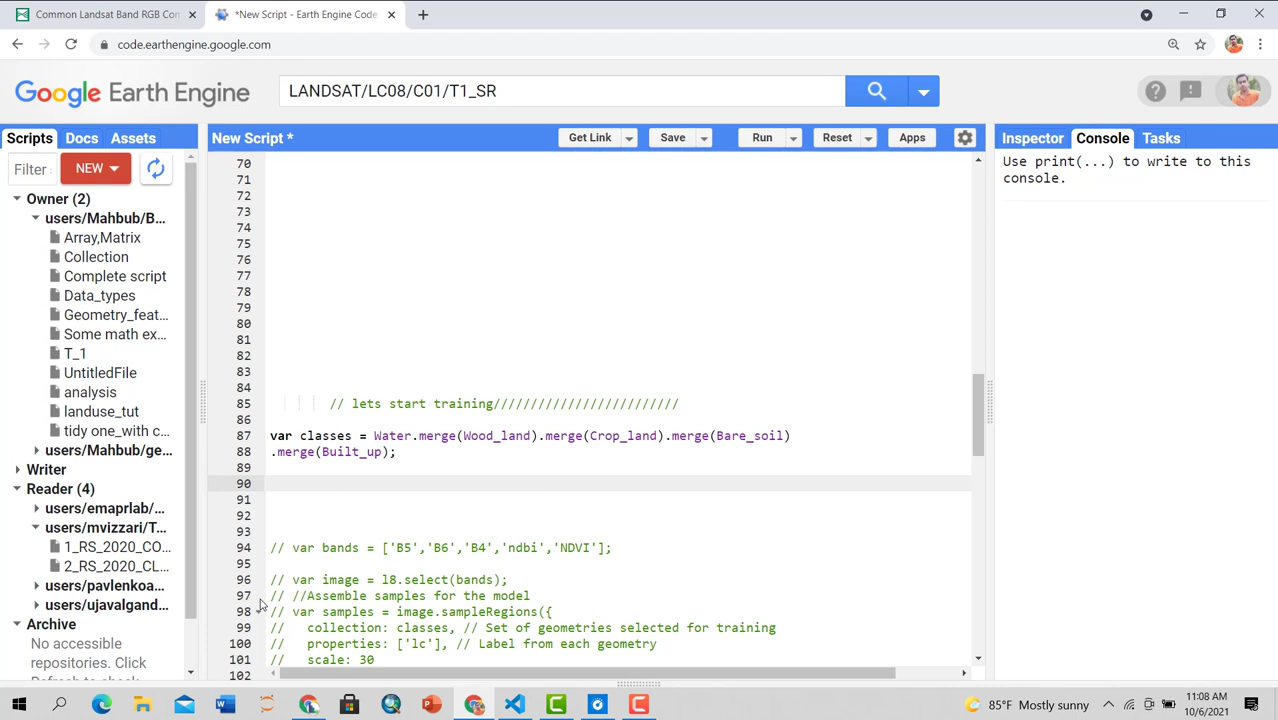 Common Landsat Band RGB Com
*New Script - Earth Engine Code
code.earthengine.google.com
Google Earth Engine
LANDSAT/LC08/C01/T1_SR
Scripts Docs Assets
New Script *
Get Link Save Run Reset Apps
Inspector Console Tasks
Filter
NEW
Use print(...) to write to this
console.
Owner (2)
users/Mahbub/B...
Array,Matrix
Collection
Complete script
Data_types
Geometry_feat...
Some math ex...
T_1
UntitledFile
analysis
landuse_tut
tidy one_with c...
users/Mahbub/ge...
Writer
Reader (4)
users/emaprlab/...
users/mvizzari/T...
1_RS_2020_CO...
2_RS_2020_CL...
users/pavlenkoa...
users/ujavalgand...
Archive
No accessible
repositories. Click
70
71
72
73
74
75
76
77
78
79
80
81
82
83
84
85 // lets start training/////////////////////////
86
87 var classes = Water.merge(Wood_land).merge(Crop_land).merge(Bare_soil)
88 .merge(Built_up);
89
90
91
92
93
94 // var bands = ['B5','B6','B4','ndbi','NDVI'];
95
96 // var image = l8.select(bands);
97 // //Assemble samples for the model
98 // var samples = image.sampleRegions({
99 // collection: classes, // Set of geometries selected for training
100 // properties: ['lc'], // Label from each geometry
101 // scale: 30
102
85°F Mostly sunny
11:08 AM
10/6/2021